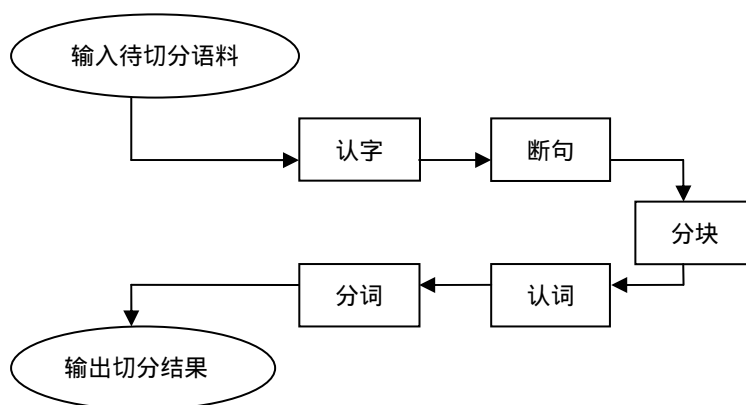 输入待切分语料
认字
断句
分块
认词
分词
输出切分结果